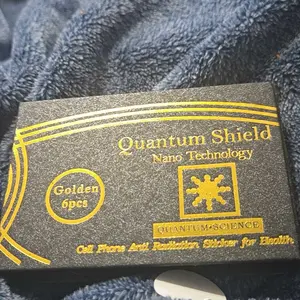 Quantum Shield
Nano Technology
Golden
6pcs
QUANTUM•SCIENCE
Cell Phone Anti Radiation Sticker for Health